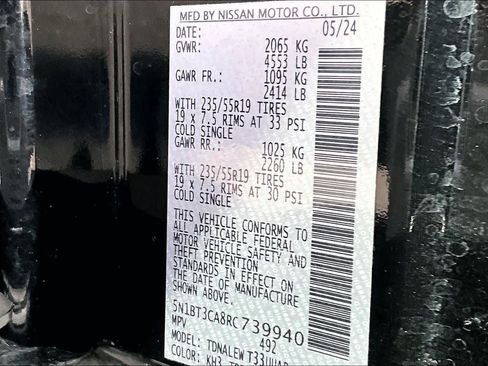 MFD BY NISSAN MOTOR CO., LTD.
DATE: 05/24
GVWR: 2065 KG
4553 LB
GAWR FR.: 1095 KG
2414 LB
WITH 235/55R19 TIRES
19 x 7.5 RIMS AT 33 PSI
COLD SINGLE
GAWR RR.: 1025 KG
2260 LB
WITH 235/55R19 TIRES
19 x 7.5 RIMS AT 30 PSI
COLD SINGLE
THIS VEHICLE CONFORMS TO
ALL APPLICABLE FEDERAL
MOTOR VEHICLE SAFETY AND
THEFT PREVENTION
STANDARDS IN EFFECT ON
THE DATE OF MANUFACTURE
SHOWN ABOVE.
5N1BT3CA8RC739940
MPV 492
MODEL: TDNALEW
COLOR: KH3